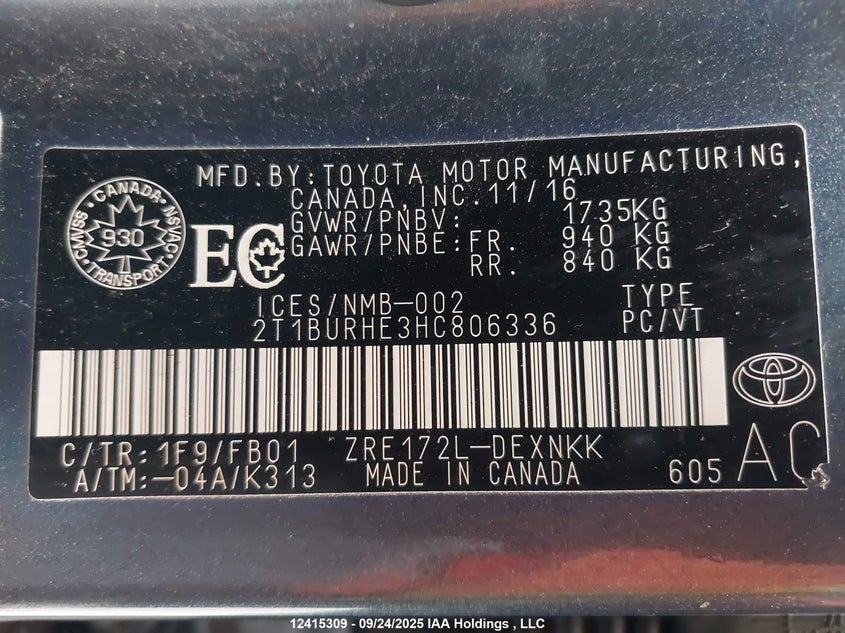 MFD.BY:TOYOTA MOTOR MANUFACTURING,
CANADA,INC.11/16
GVWR/PNBV: 1735KG
GAWR/PNBE:FR. 940 KG
RR. 840 KG
CANADA
CMVSS
NSVAC
930
TRANSPORT
EC
ICES/NMB-002
TYPE
2T1BURHE3HC806336
PC/VT
C/TR:1F9/FB01 ZRE172L-DEXNKK
A/TM:-04A/K313 MADE IN CANADA
605 AC
12415309 - 09/24/2025 IAA Holdings , LLC